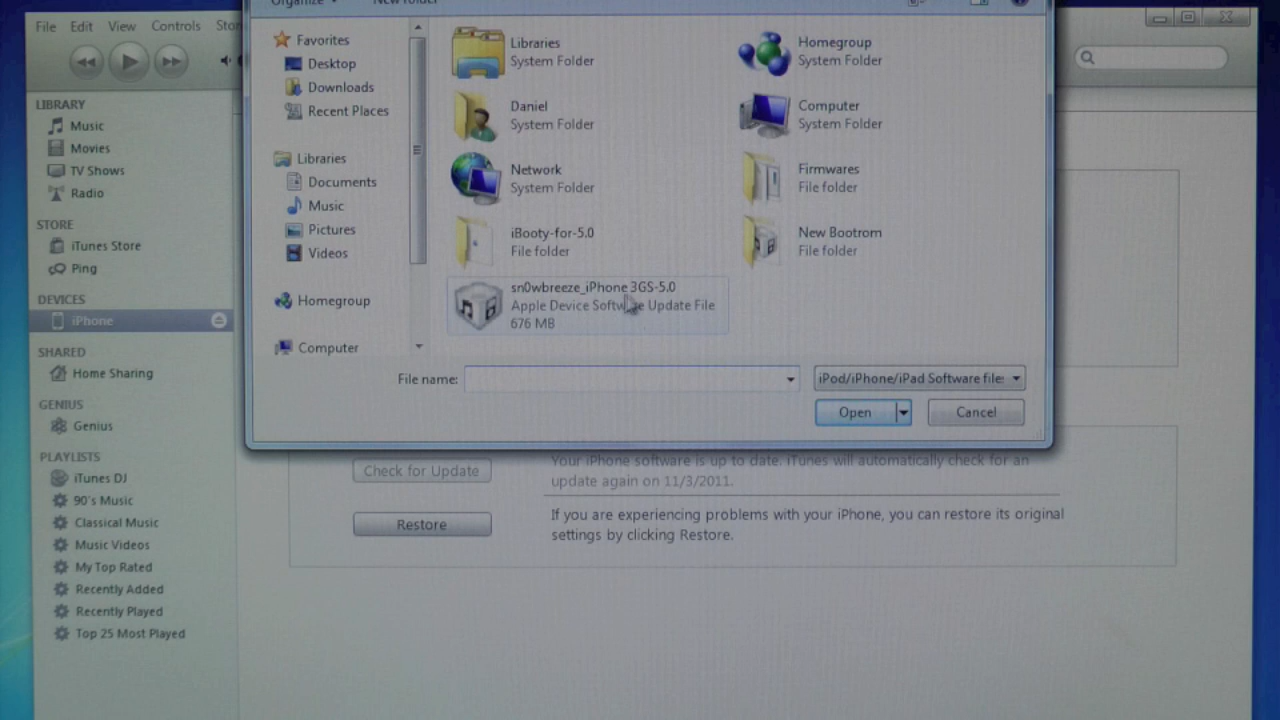 Organize
New folder
File Edit View Controls
LIBRARY
Music
Movies
TV Shows
Radio
STORE
iTunes Store
Ping
DEVICES
iPhone
SHARED
Home Sharing
GENIUS
Genius
PLAYLISTS
iTunes DJ
90's Music
Classical Music
Music Videos
My Top Rated
Recently Added
Recently Played
Top 25 Most Played
Favorites
Desktop
Downloads
Recent Places
Libraries
Documents
Music
Pictures
Videos
Homegroup
Computer
Libraries
System Folder
Homegroup
System Folder
Daniel
System Folder
Computer
System Folder
Network
System Folder
Firmwares
File folder
iBooty-for-5.0
File folder
New Bootrom
File folder
sn0wbreeze_iPhone 3GS-5.0
Apple Device Software Update File
676 MB
File name:
iPod/iPhone/iPad Software file
Open
Cancel
Check for Update
Your iPhone software is up to date. iTunes will automatically check for an
update again on 11/3/2011.
Restore
If you are experiencing problems with your iPhone, you can restore its original
settings by clicking Restore.